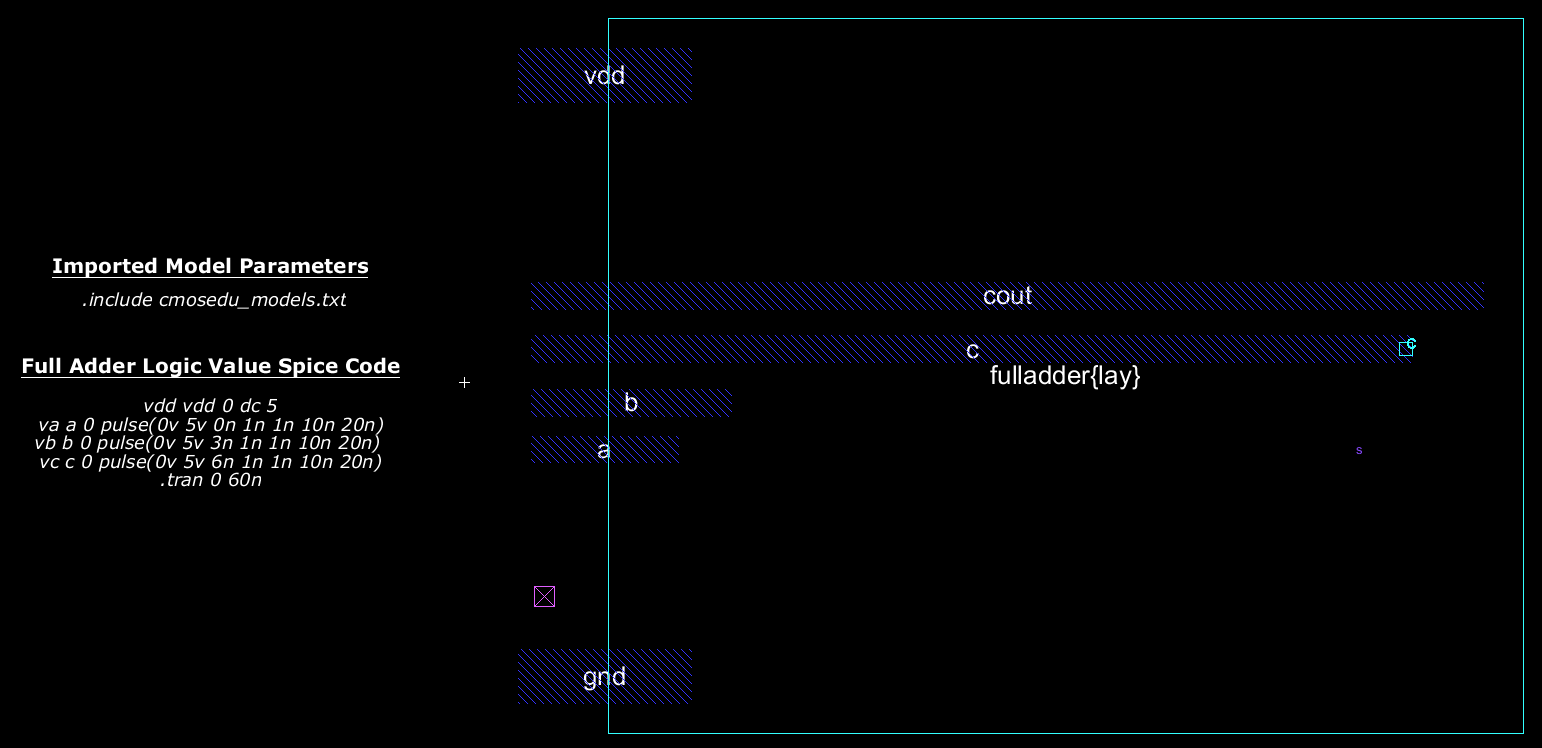 vdd
Imported Model Parameters
.include cmosedu_models.txt
Full Adder Logic Value Spice Code
vdd vdd 0 dc 5
va a 0 pulse(0v 5v 0n 1n 1n 10n 20n)
vb b 0 pulse(0v 5v 3n 1n 1n 10n 20n)
vc c 0 pulse(0v 5v 6n 1n 1n 10n 20n)
.tran 0 60n
cout
c
c
fulladder{lay}
b
a
s
gnd